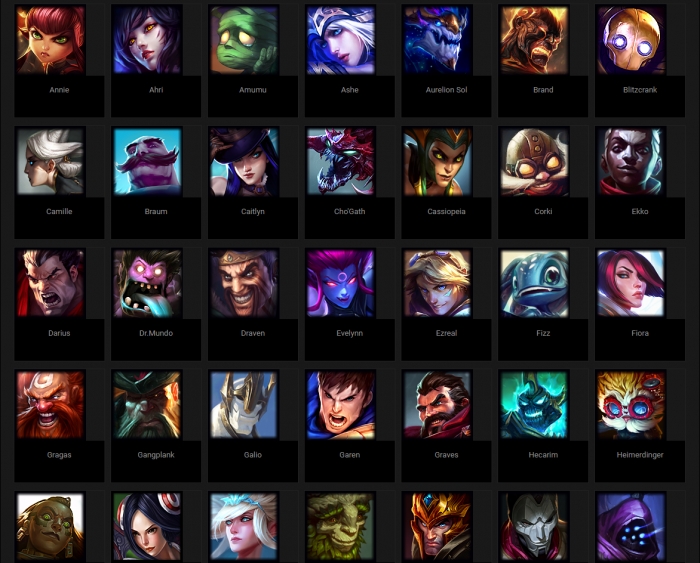 Annie
Ahri
Amumu
Ashe
Aurelion Sol
Brand
Blitzcrank
Camille
Braum
Caitlyn
Cho'Gath
Cassiopeia
Corki
Ekko
Darius
Dr.Mundo
Draven
Evelynn
Ezreal
Fizz
Fiora
Gragas
Gangplank
Galio
Garen
Graves
Hecarim
Heimerdinger